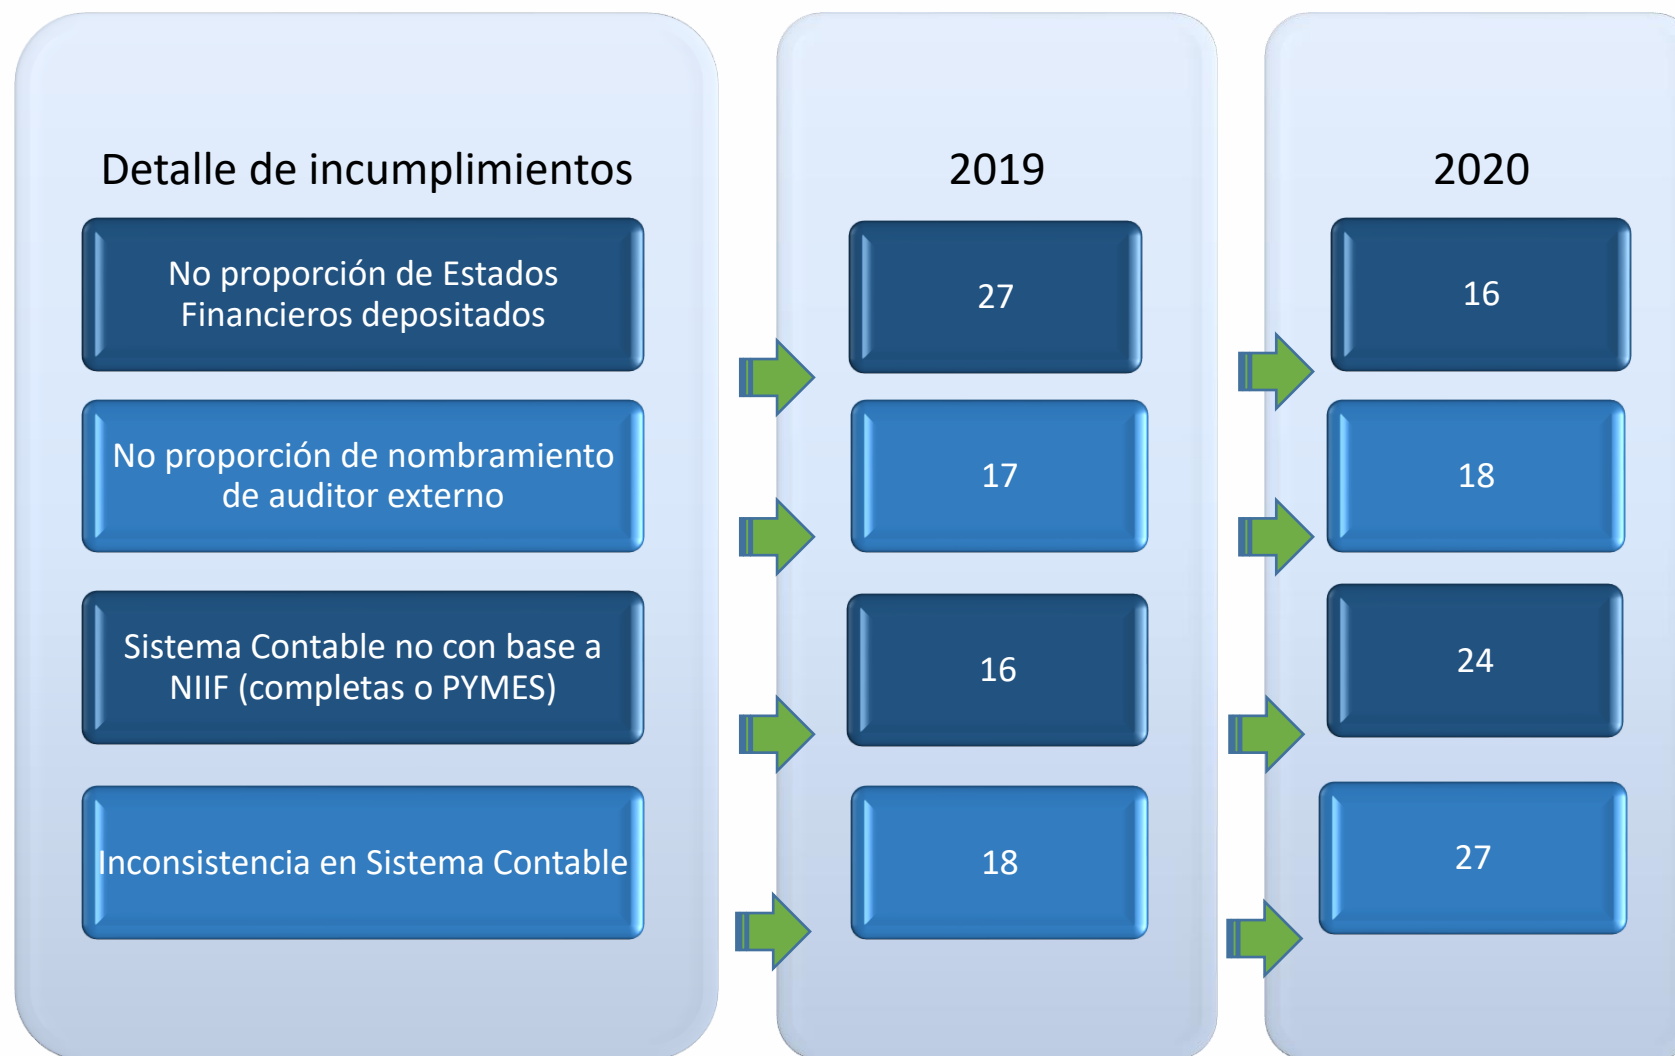 Detalle de incumplimientos
2019
2020
No proporción de Estados
Financieros depositados
27
16
No proporción de nombramiento
de auditor externo
17
18
Sistema Contable no con base a
NIIF (completas o PYMES)
16
24
Inconsistencia en Sistema Contable
18
27